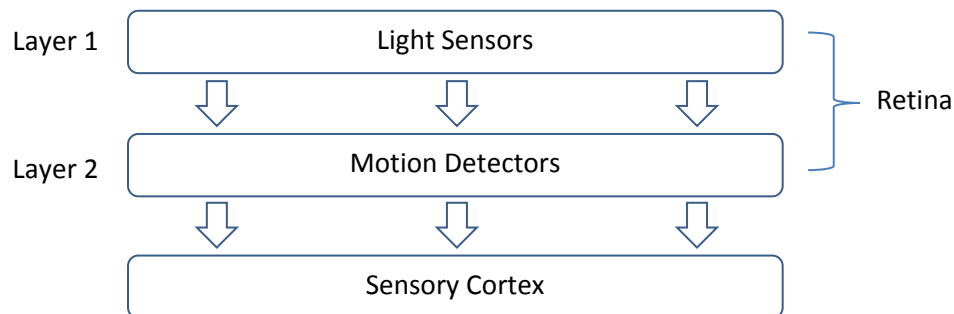 Layer 1
Light Sensors
Retina
Layer 2
Motion Detectors
Sensory Cortex